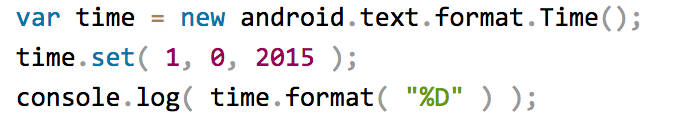 var time = new android.text.format.Time();
time.set( 1, 0, 2015 );
console.log( time.format( "%D" ) );